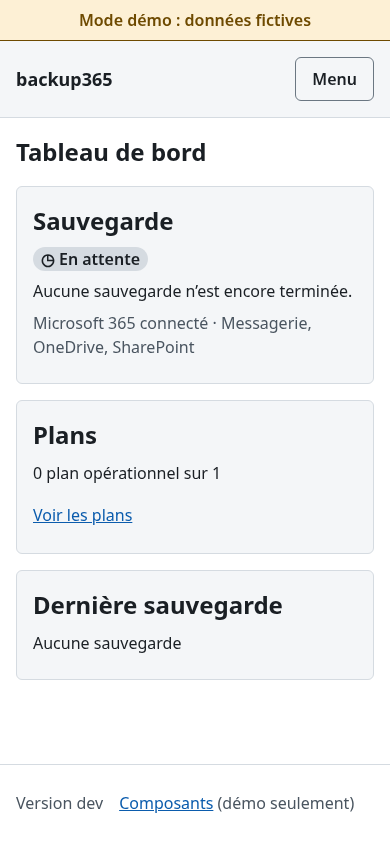 Mode démo : données fictives
backup365
Menu
Tableau de bord
Sauvegarde
En attente
Aucune sauvegarde n’est encore terminée.
Microsoft 365 connecté · Messagerie,
OneDrive, SharePoint
Plans
0 plan opérationnel sur 1
Voir les plans
Dernière sauvegarde
Aucune sauvegarde
Version dev Composants (démo seulement)